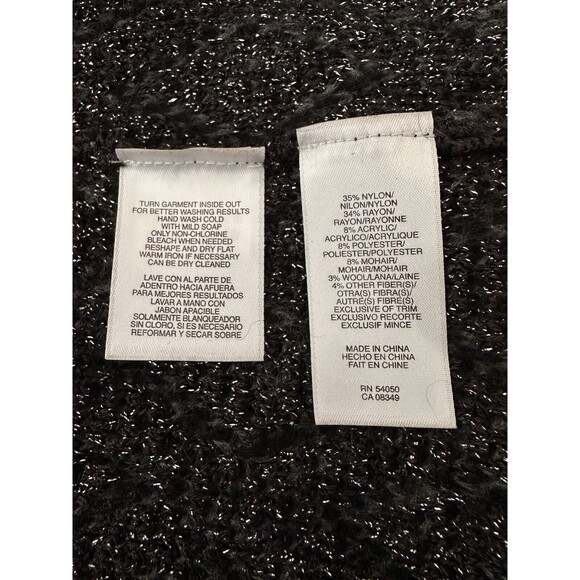 TURN GARMENT INSIDE OUT
FOR BETTER WASHING RESULTS
HAND WASH COLD
WITH MILD SOAP
ONLY NON-CHLORINE
BLEACH WHEN NEEDED
RESHAPE AND DRY FLAT
WARM IRON IF NECESSARY
CAN BE DRY CLEANED
LAVE CON AL PARTE DE
ADENTRO HACIA AFUERA
PARA MEJORES RESULTADOS
LAVAR A MANO CON
JABON APACIBLE
SOLAMENTE BLANQUEADOR
SIN CLORO, SI ES NECESARIO
REFORMAR Y SECAR SOBRE
35% NYLON/
NILON/NYLON
34% RAYON/
RAYON/RAYONNE
8% ACRYLIC/
ACRYLICO/ACRYLIQUE
8% POLYESTER/
POLIESTER/POLYESTER
8% MOHAIR/
MOHAIR/MOHAIR
3% WOOL/LANA/LAINE
4% OTHER FIBER(S)/
OTRA(S) FIBRA(S)/
AUTRE(S) FIBRE(S)
EXCLUSIVE OF TRIM
EXCLUSIVO RECORTE
EXCLUSIF MINCE
MADE IN CHINA
HECHO EN CHINA
FAIT EN CHINE
RN 54050
CA 08349